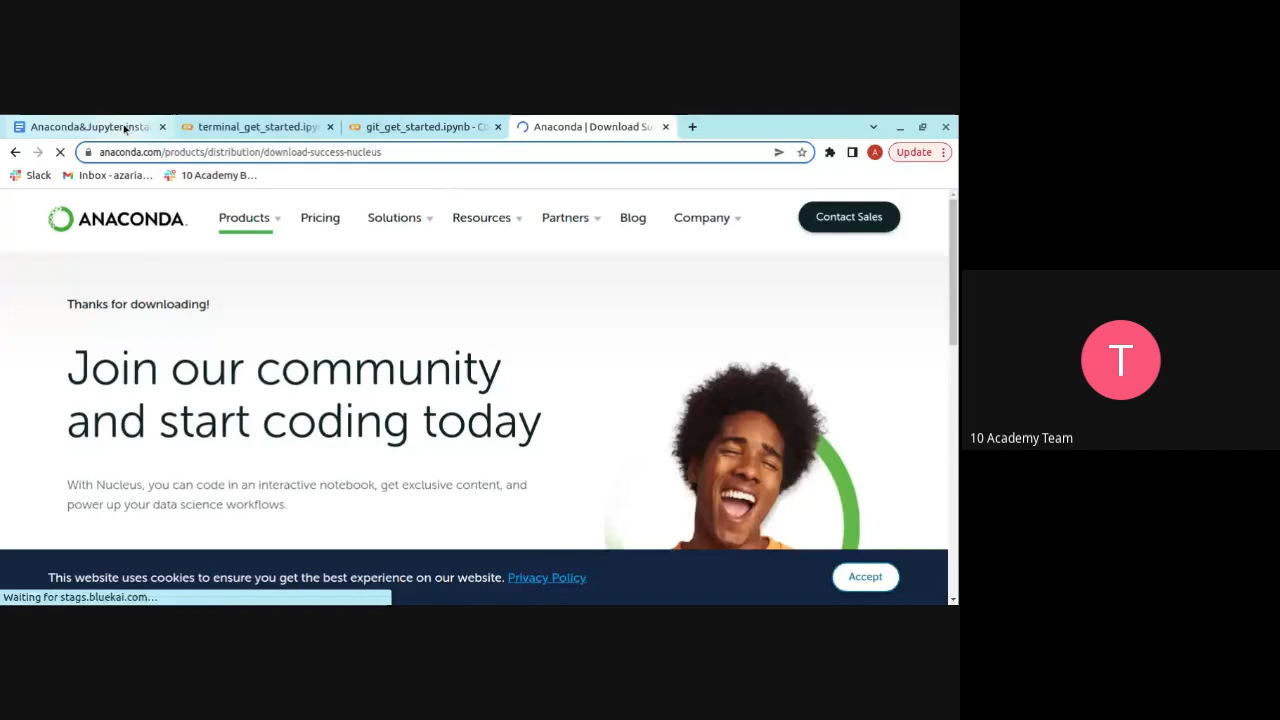 Anaconda&Jupyterinsta
terminal_get_started.ipy
git_get_started.ipynb - Co
Anaconda | Download Su
anaconda.com/products/distribution/download-success-nucleus
A
Update
Slack
Inbox - azaria...
10 Academy B...
ANACONDA.
Products
Pricing
Solutions
Resources
Partners
Blog
Company
Contact Sales
Thanks for downloading!
Join our community
and start coding today
With Nucleus, you can code in an interactive notebook, get exclusive content, and
power up your data science workflows.
This website uses cookies to ensure you get the best experience on our website. Privacy Policy
Accept
Waiting for stags.bluekai.com...
T
10 Academy Team